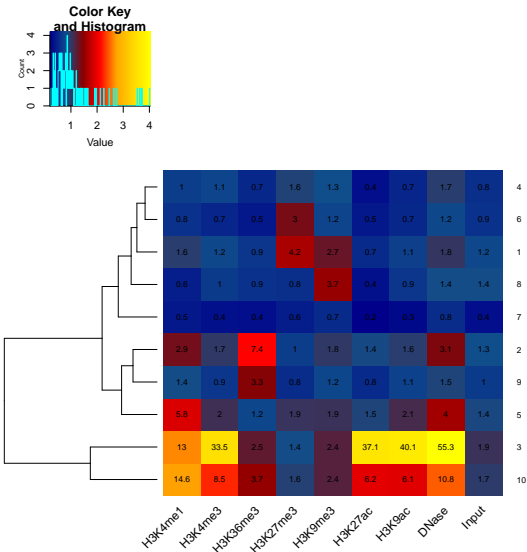 Color Key
and Histogram
Count
0 1 2 3 4
1 2 3 4
Value
1 1.1 0.7 1.6 1.3 0.4 0.7 1.7 0.8 4
0.8 0.7 0.5 3 1.2 0.5 0.7 1.2 0.9 6
1.6 1.2 0.9 4.2 2.7 0.7 1.1 1.8 1.2 1
0.6 1 0.9 0.8 3.7 0.4 0.9 1.4 1.4 8
0.5 0.4 0.4 0.6 0.7 0.3 0.8 0.4 7
2.9 1.7 7.4 1 1.8 1.4 1.6 3.1 1.3 2
1.4 0.9 3.3 0.8 1.2 0.8 1.1 1.5 1 9
5.8 2 1.2 1.9 1.9 1.5 2.1 4 1.4 5
13 33.5 2.5 1.4 2.4 37.1 40.1 55.3 1.9 3
14.6 8.5 3.7 1.6 2.4 6.2 6.1 10.8 1.7 10
H3K4me1 H3K4me3 H3K36me3 H3K27me3 H3K9me3 H3K27ac H3K9ac DNase Input